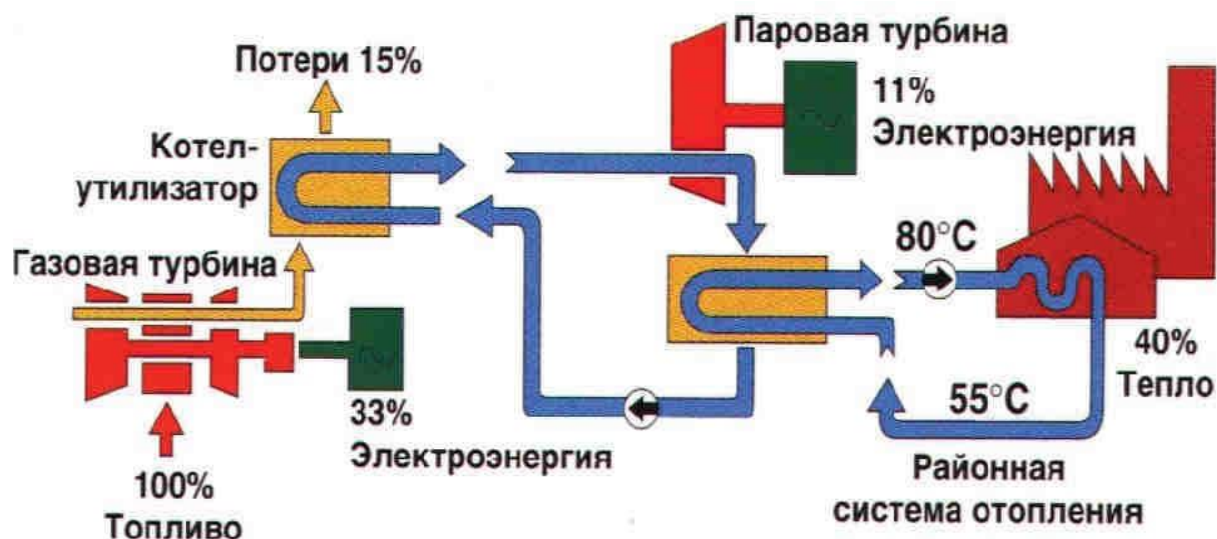 Паровая турбина
Потери 15%
11%
Электроэнергия
Котел-
утилизатор
80°C
Газовая турбина
40%
Тепло
33%
Электроэнергия
55°C
100%
Топливо
Районная
система отопления